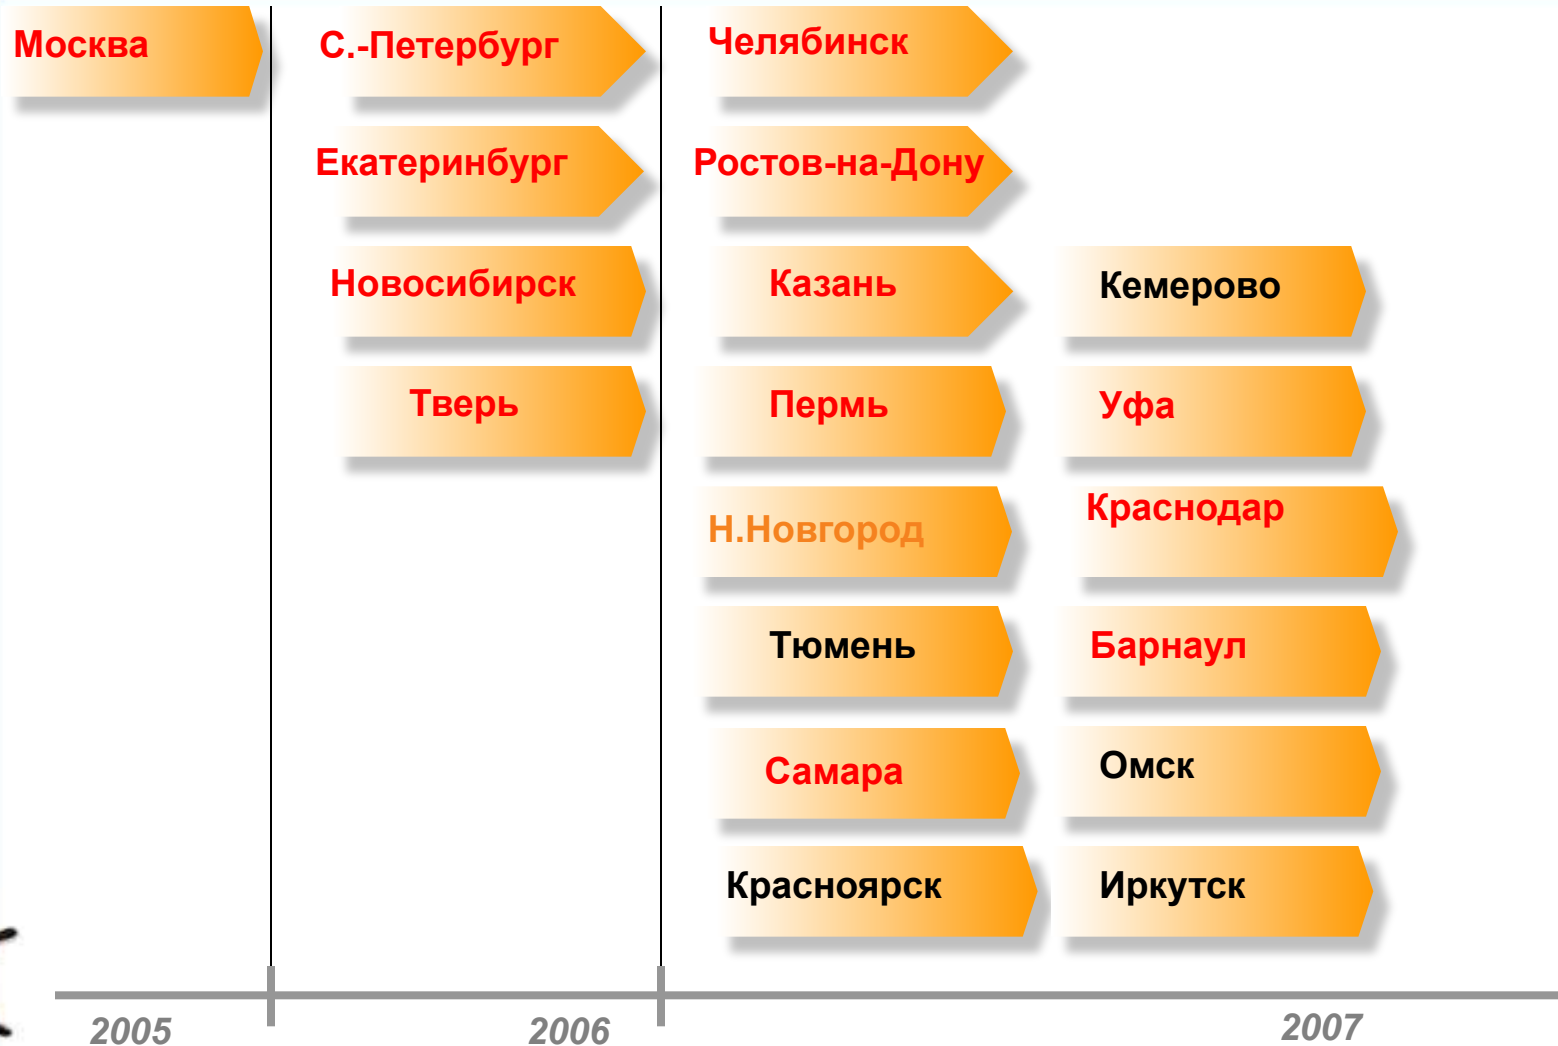 Москва
С.-Петербург
Екатеринбург
Новосибирск
Тверь
Челябинск
Ростов-на-Дону
Казань
Пермь
Н.Новгород
Тюмень
Самара
Красноярск
Кемерово
Уфа
Краснодар
Барнаул
Омск
Иркутск
2005
2006
2007